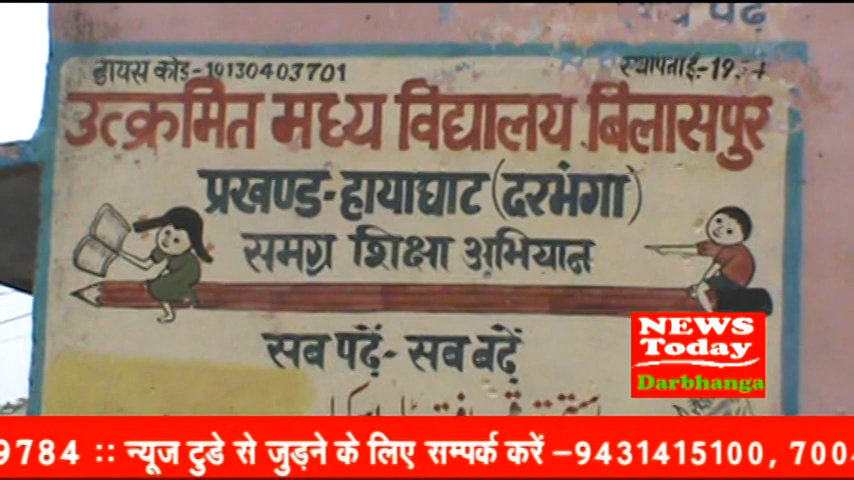 डायस कोड-10130403701
स्थापना ई.-19
उत्क्रमित मध्य विद्यालय बिलासपुर
प्रखण्ड-हायाघाट (दरभंगा)
समग्र शिक्षा अभियान
सब पढ़ें- सब बढ़ें
NEWS
Today
Darbhanga
9784 :: न्यूज टुडे से जुड़ने के लिए सम्पर्क करें –9431415100, 7004